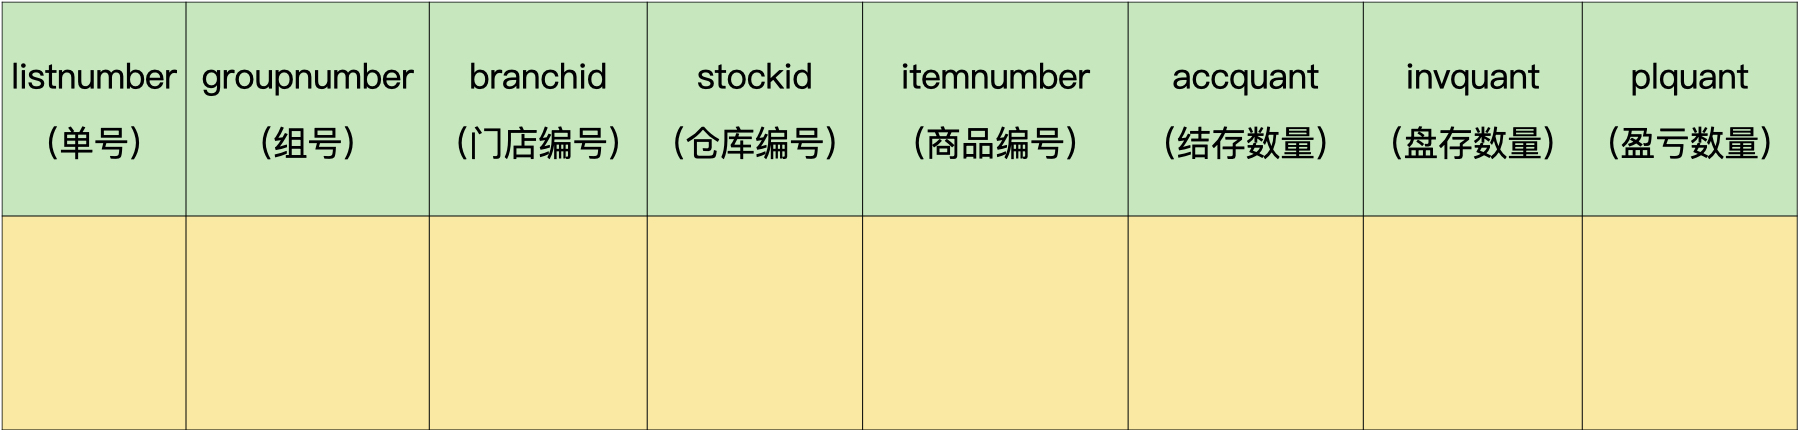 listnumber
（单号）
groupnumber
（组号）
branchid
（门店编号）
stockid
（仓库编号）
itemnumber
（商品编号）
accquant
（结存数量）
invquant
（盘存数量）
plquant
（盈亏数量）